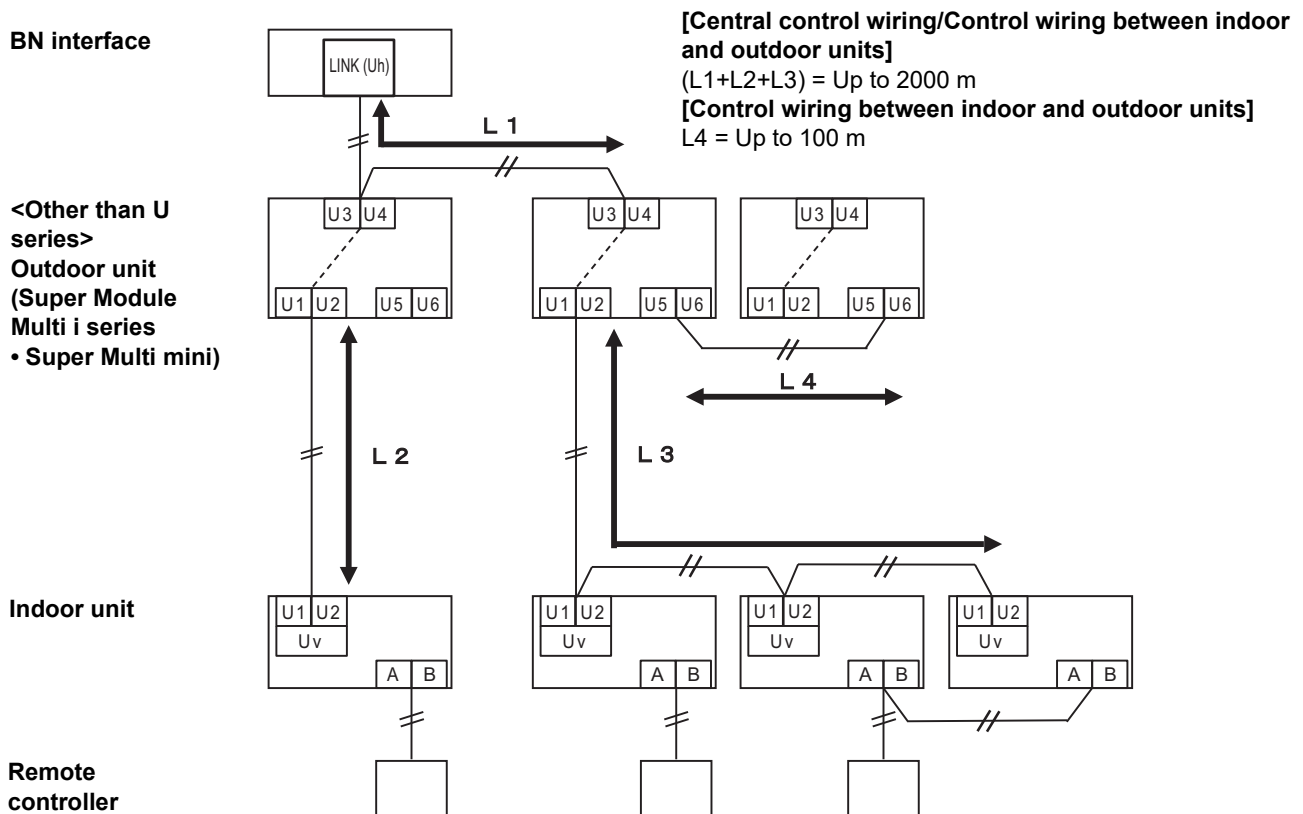 BN interface
LINK (Uh)
[Central control wiring/Control wiring between indoor
and outdoor units]
(L1+L2+L3) = Up to 2000 m
[Control wiring between indoor and outdoor units]
L4 = Up to 100 m
L 1
<Other than U
series>
Outdoor unit
(Super Module
Multi i series
• Super Multi mini)
U3 U4
U3 U4
U3 U4
U1 U2 U5 U6
U1 U2 U5 U6
U1 U2 U5 U6
L 4
L 2
L 3
Indoor unit
U1 U2
Uv
A B
U1 U2
Uv
A B
U1 U2
Uv
A B
U1 U2
Uv
A B
Remote
controller